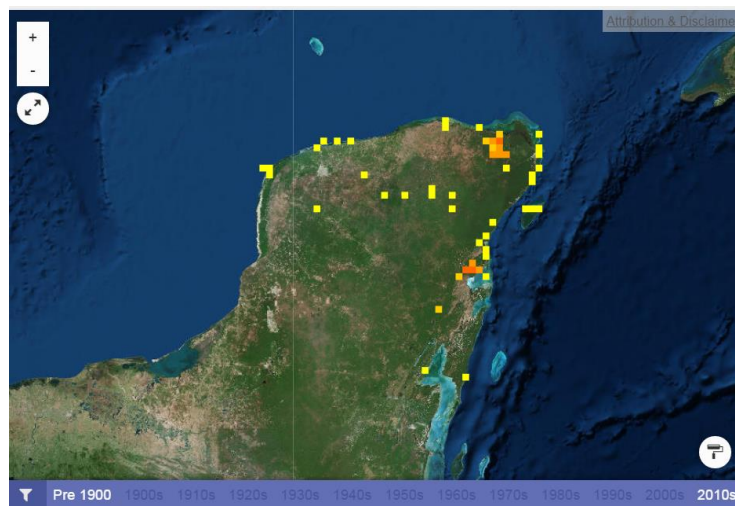 Attribution & Disclaime
+
-
Pre 1900 1900s 1910s 1920s 1930s 1940s 1950s 1960s 1970s 1980s 1990s 2000s 2010s